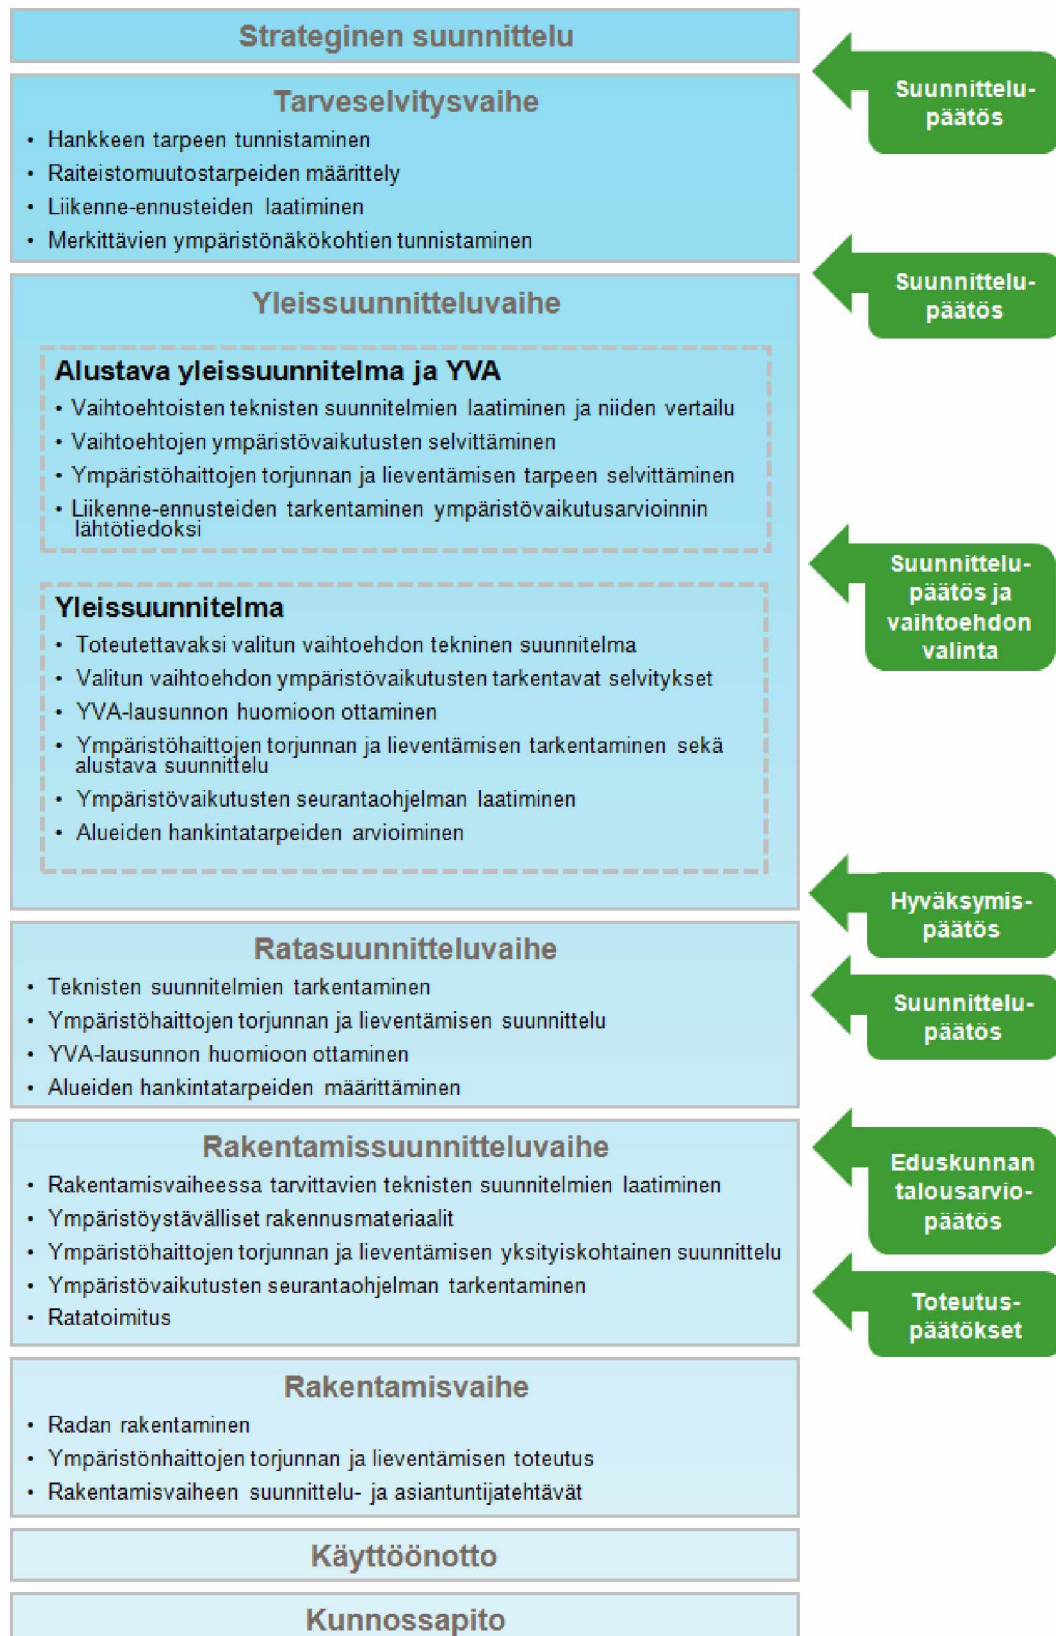 Strateginen suunnittelu
Suunnittelu-
päätös
Tarveselvitysvaihe
• Hankkeen tarpeen tunnistaminen
• Raiteistomuutostarpeiden määrittely
• Liikenne-ennusteiden laatiminen
• Merkittävien ympäristönäkökohtien tunnistaminen
Suunnittelu-
päätös
Yleissuunnitteluvaihe
Alustava yleissuunnitelma ja YVA
• Vaihtoehtoisten teknisten suunnitelmien laatiminen ja niiden vertailu
• Vaihtoehtojen ympäristövaikutusten selvittäminen
• Ympäristöhaittojen torjunnan ja lieventämisen tarpeen selvittäminen
• Liikenne-ennusteiden tarkentaminen ympäristövaikutusarvioinnin
lähtötiedoksi
Suunnittelu-
päätös ja
vaihtoehdon
valinta
Yleissuunnitelma
• Toteutettavaksi valitun vaihtoehdon tekninen suunnitelma
• Valitun vaihtoehdon ympäristövaikutusten tarkentavat selvitykset
• YVA-lausunnon huomioon ottaminen
• Ympäristöhaittojen torjunnan ja lieventämisen tarkentaminen sekä
alustava suunnittelu
• Ympäristövaikutusten seurantaohjelman laatiminen
• Alueiden hankintatarpeiden arvioiminen
Hyväksymis-
päätös
Ratasuunnitteluvaihe
• Teknisten suunnitelmien tarkentaminen
• Ympäristöhaittojen torjunnan ja lieventämisen suunnittelu
• YVA-lausunnon huomioon ottaminen
• Alueiden hankintatarpeiden määrittäminen
Suunnittelu-
päätös
Rakentamissuunnitteluvaihe
• Rakentamisvaiheessa tarvittavien teknisten suunnitelmien laatiminen
• Ympäristöystävälliset rakennusmateriaalit
• Ympäristöhaittojen torjunnan ja lieventämisen yksityiskohtainen suunnittelu
• Ympäristövaikutusten seurantaohjelman tarkentaminen
• Ratatoimitus
Eduskunnan
talousarvio-
päätös
Toteutus-
päätökset
Rakentamisvaihe
• Radan rakentaminen
• Ympäristönhaittojen torjunnan ja lieventämisen toteutus
• Rakentamisvaiheen suunnittelu- ja asiantuntijatehtävät
Käyttöönotto
Kunnossapito